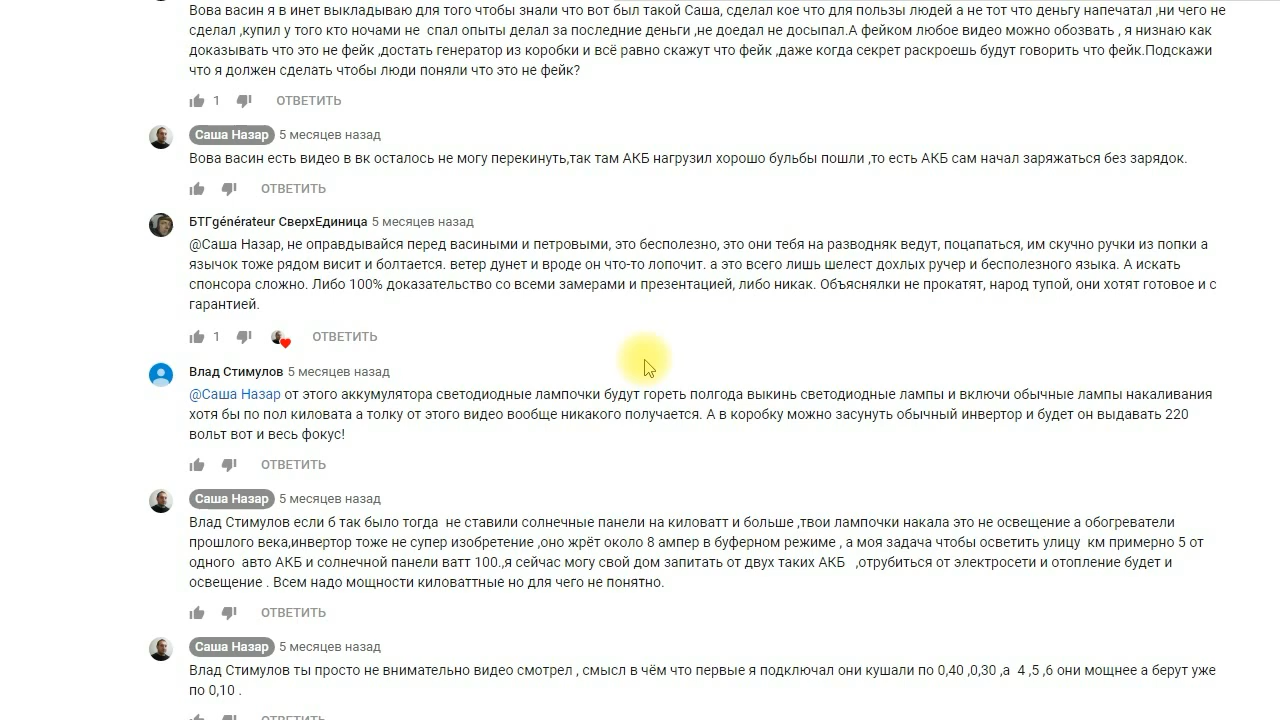 Вова васин я в инет выкладываю для того чтобы знали что вот был такой Саша, сделал кое что для пользы людей а не тот что деньгу напечатал ,ни чего не
сделал ,купил у того кто ночами не  спал опыты делал за последние деньги ,не доедал не досыпал.А фейком любое видео можно обозвать , я низнаю как
доказывать что это не фейк ,достать генератор из коробки и всё равно скажут что фейк ,даже когда секрет раскроешь будут говорить что фейк.Подскажи
что я должен сделать чтобы люди поняли что это не фейк?
1 ОТВЕТИТЬ
Саша Назар 5 месяцев назад
Вова васин есть видео в вк осталось не могу перекинуть,так там АКБ нагрузил хорошо бульбы пошли ,то есть АКБ сам начал заряжаться без зарядок.
ОТВЕТИТЬ
БТГgénérateur СверхЕдиница 5 месяцев назад
@Саша Назар, не оправдывайся перед васиными и петровыми, это бесполезно, это они тебя на разводняк ведут, поцапаться, им скучно ручки из попки а
язычок тоже рядом висит и болтается. ветер дунет и вроде он что-то лопочит. а это всего лишь шелест дохлых ручер и бесполезного языка. А искать
спонсора сложно. Либо 100% доказательство со всеми замерами и презентацией, либо никак. Объяснялки не прокатят, народ тупой, они хотят готовое и с
гарантией.
1 ОТВЕТИТЬ
Влад Стимулов 5 месяцев назад
@Саша Назар от этого аккумулятора светодиодные лампочки будут гореть полгода выкинь светодиодные лампы и включи обычные лампы накаливания
хотя бы по пол киловата а толку от этого видео вообще никакого получается. А в коробку можно засунуть обычный инвертор и будет он выдавать 220
вольт вот и весь фокус!
ОТВЕТИТЬ
Саша Назар 5 месяцев назад
Влад Стимулов если б так было тогда  не ставили солнечные панели на киловатт и больше ,твои лампочки накала это не освещение а обогреватели
прошлого века,инвертор тоже не супер изобретение ,оно жрёт около 8 ампер в буферном режиме , а моя задача чтобы осветить улицу  км примерно 5 от
одного  авто АКБ и солнечной панели ватт 100.,я сейчас могу свой дом запитать от двух таких АКБ   ,отрубиться от электросети и отопление будет и
освещение . Всем надо мощности киловаттные но для чего не понятно.
ОТВЕТИТЬ
Саша Назар 5 месяцев назад
Влад Стимулов ты просто не внимательно видео смотрел , смысл в чём что первые я подключал они кушали по 0,40 ,0,30 ,а  4 ,5 ,6 они мощнее а берут уже
по 0,10 .
ОТВЕТИТЬ